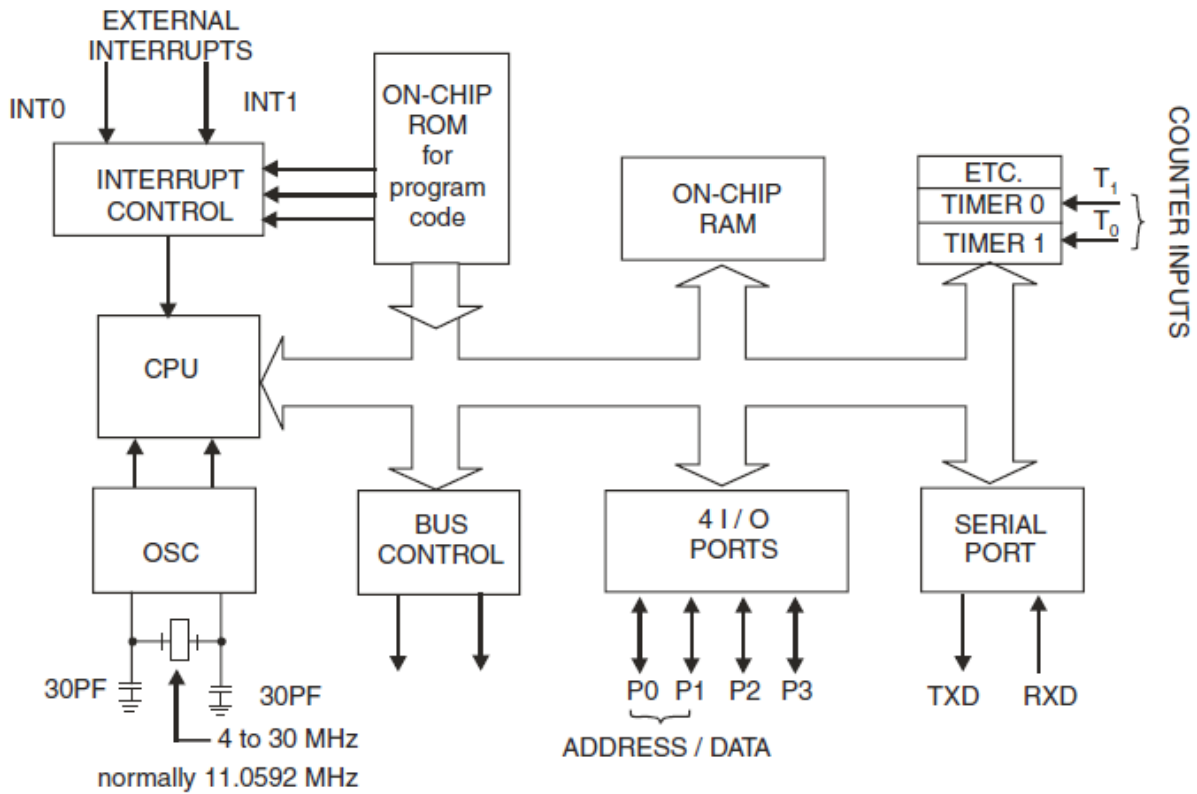 EXTERNAL
INTERRUPTS
INT0
INT1
ON-CHIP
ROM
for
program
code
INTERRUPT
CONTROL
ON-CHIP
RAM
ETC.
TIMER 0
TIMER 1
T1
T0
COUNTER INPUTS
CPU
OSC
BUS
CONTROL
4 I / O
PORTS
SERIAL
PORT
30PF
30PF
P0 P1 P2 P3
TXD
RXD
ADDRESS / DATA
4 to 30 MHz
normally 11.0592 MHz